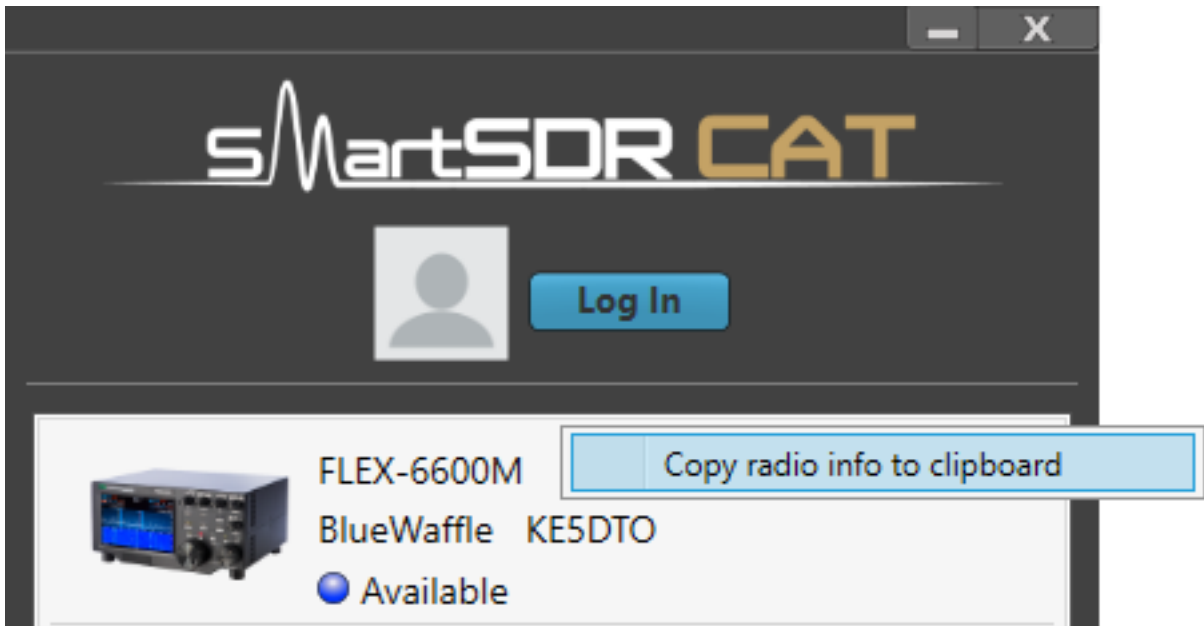 X
smartSDR CAT
Log In
FLEX-6600M
Copy radio info to clipboard
BlueWaffle KE5DTO
Available